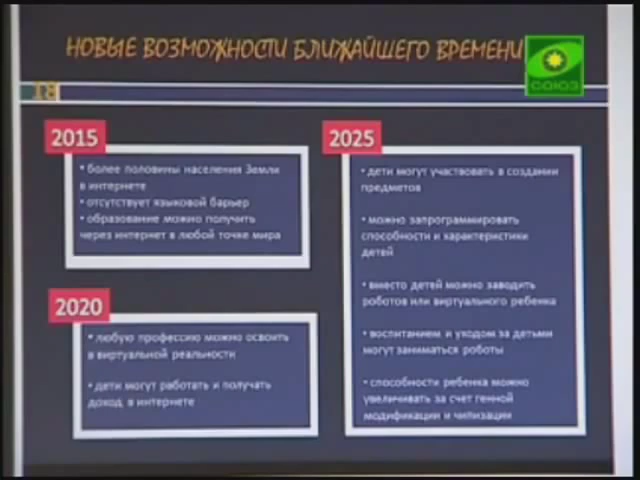 НОВЫЕ ВОЗМОЖНОСТИ БЛИЖАЙШЕГО ВРЕМЕНИ
СОЮЗ
2015
• более половины населения Земли
в интернете
• отсутствует языковой барьер
• образование можно получить
через интернет в любой точке мира
2020
• любую профессию можно освоить
в виртуальной реальности
• дети могут работать и получать
доход в интернете
2025
• дети могут участвовать в создании
предметов
• можно запрограммировать
способности и характеристики
детей
• вместо детей можно заводить
роботов или виртуального ребенка
• воспитанием и уходом за детьми
могут заниматься роботы
• способности ребенка можно
увеличивать за счет генной
модификации и чипизации